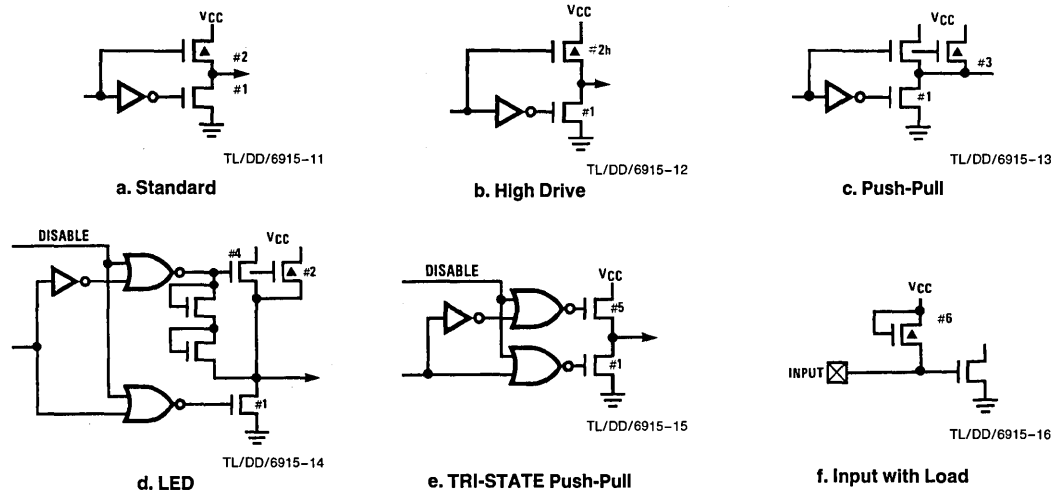 VCC
#2
#1
TL/DD/6915-11
a. Standard
VCC
#2h
#1
TL/DD/6915-12
b. High Drive
VCC
#3
#1
TL/DD/6915-13
c. Push-Pull
DISABLE
#4
VCC
#2
#1
TL/DD/6915-14
d. LED
DISABLE
VCC
#5
#1
TL/DD/6915-15
e. TRI-STATE Push-Pull
VCC
#6
INPUT
TL/DD/6915-16
f. Input with Load